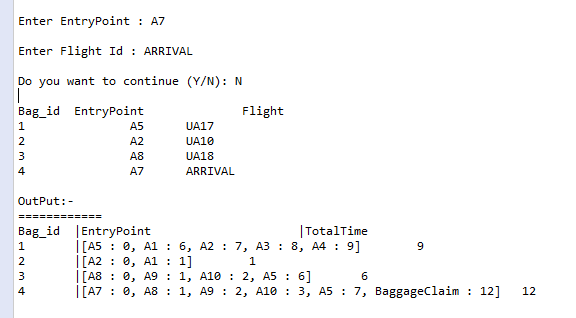 Enter EntryPoint : A7
Enter Flight Id : ARRIVAL
Do you want to continue (Y/N): N
Bag_id EntryPoint Flight
1 A5 UA17
2 A2 UA10
3 A8 UA18
4 A7 ARRIVAL
OutPut:-
============
Bag_id |EntryPoint |TotalTime
1 |[A5 : 0, A1 : 6, A2 : 7, A3 : 8, A4 : 9] 9
2 |[A2 : 0, A1 : 1] 1
3 |[A8 : 0, A9 : 1, A10 : 2, A5 : 6] 6
4 |[A7 : 0, A8 : 1, A9 : 2, A10 : 3, A5 : 7, BaggageClaim : 12] 12